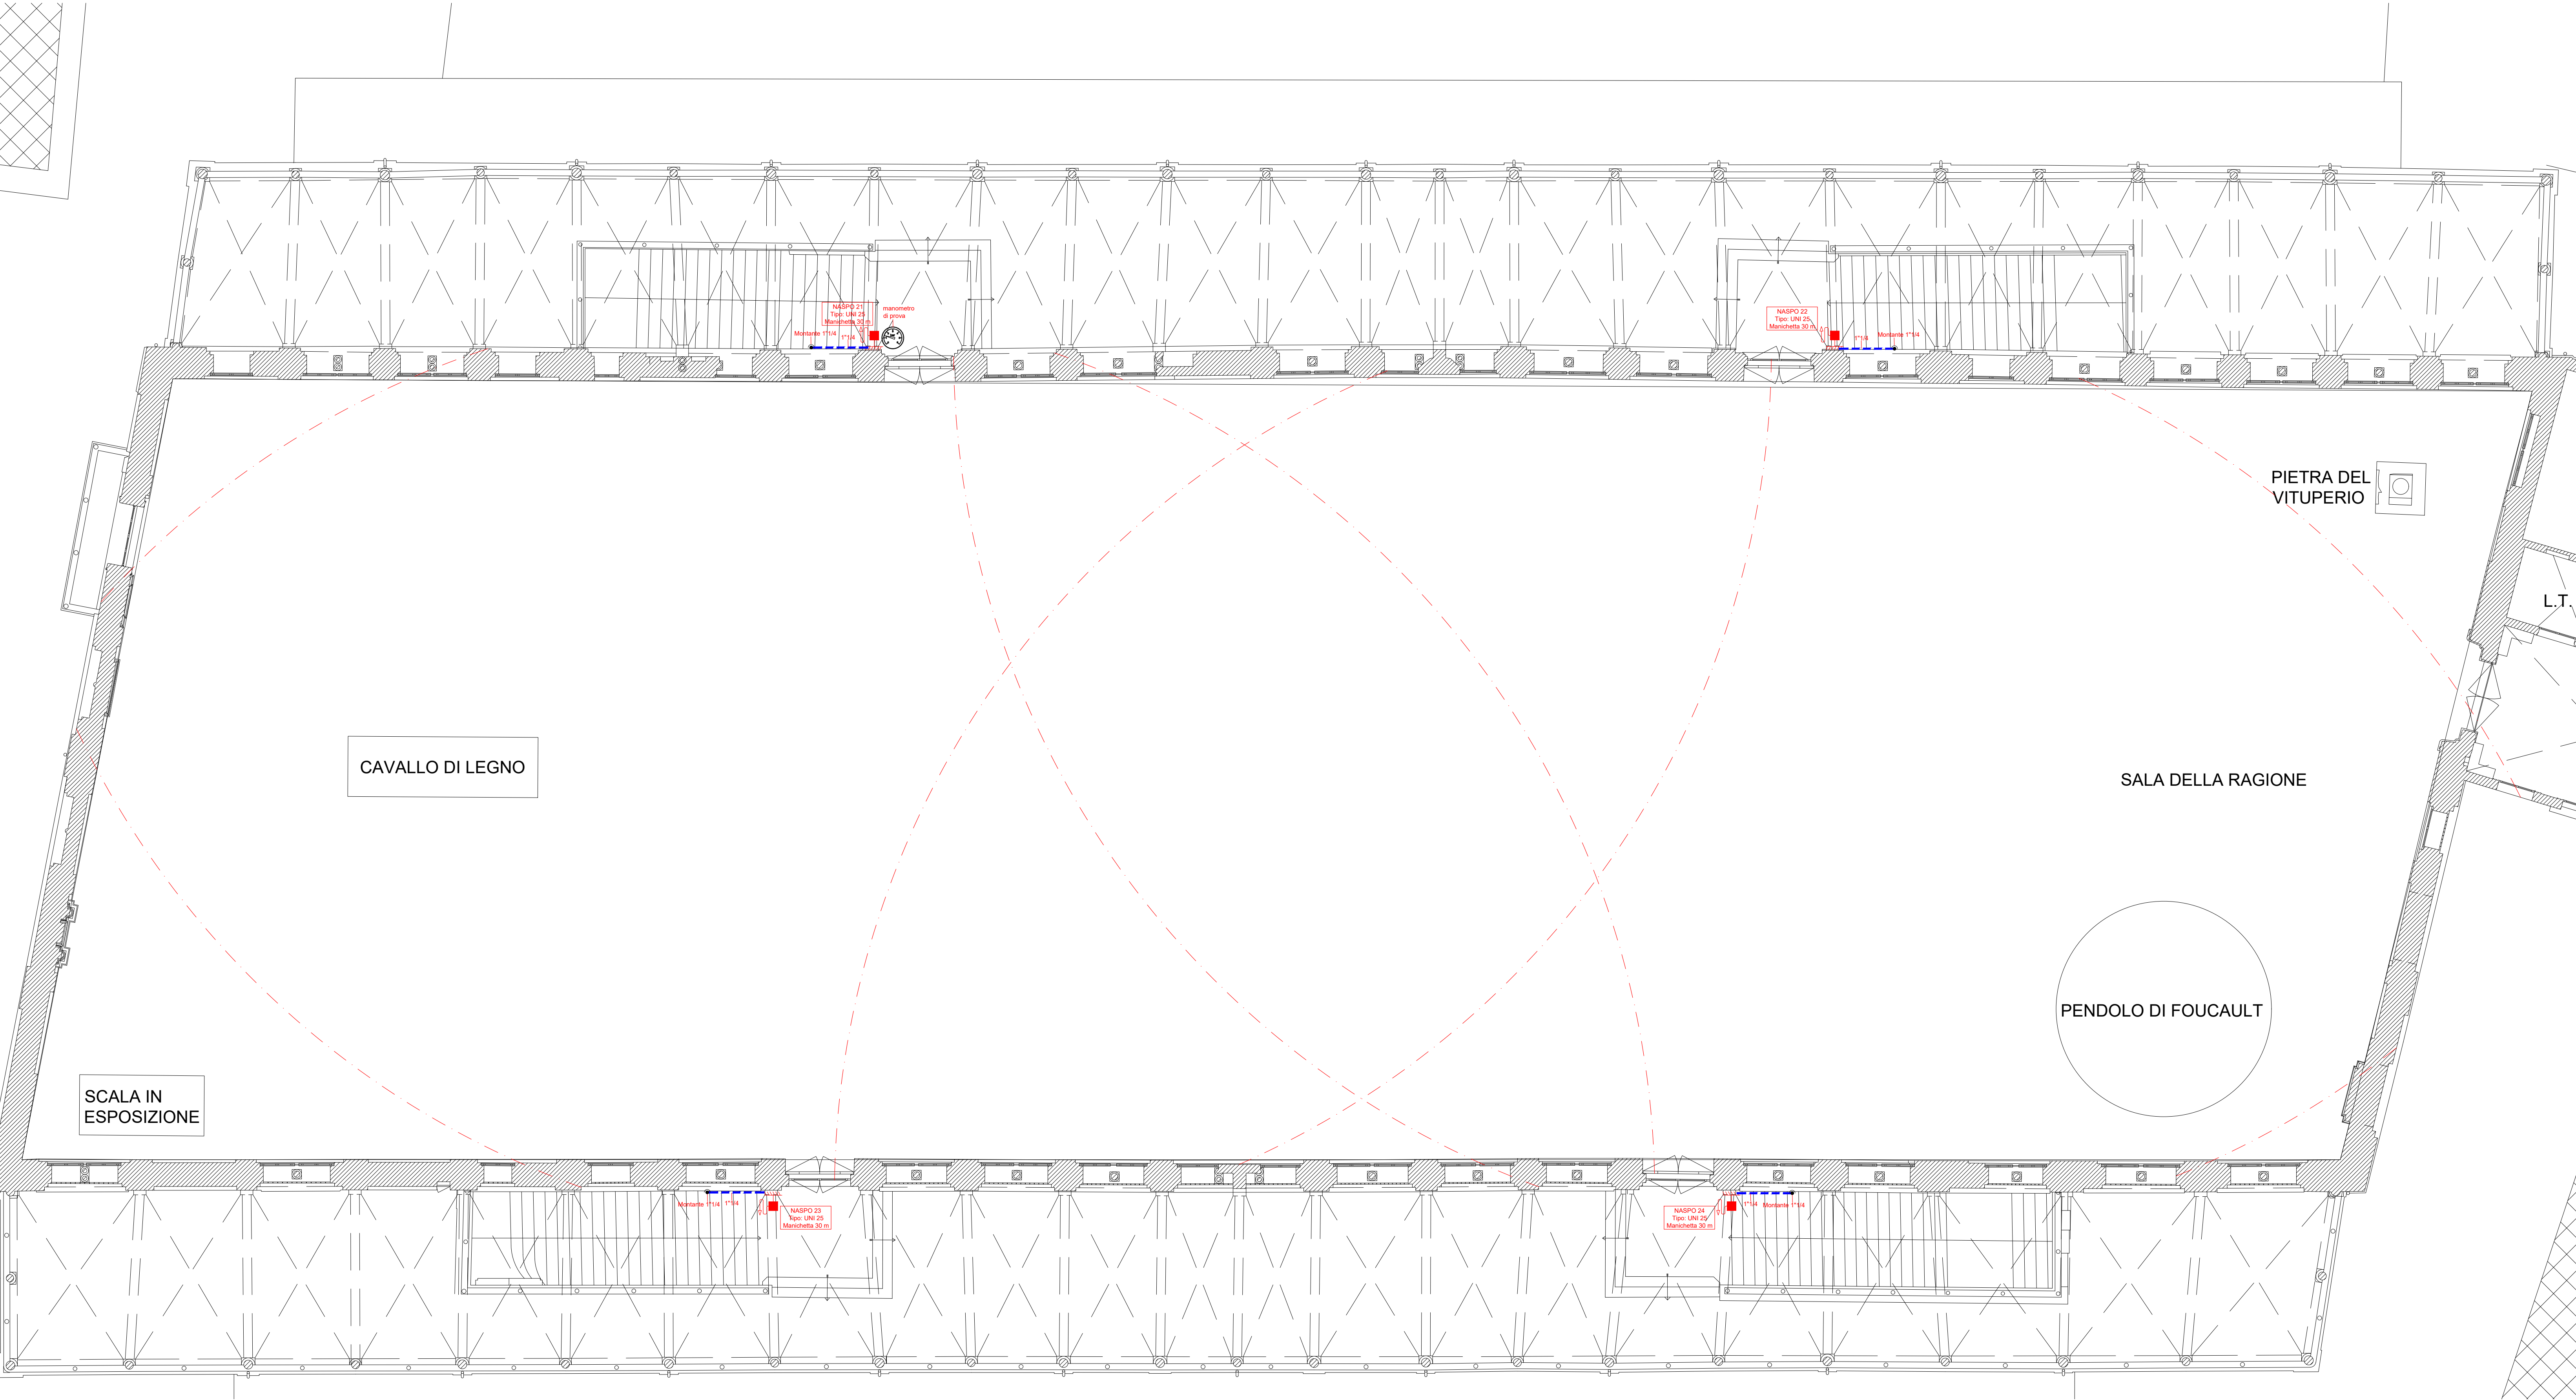 NASPO 21
Tipo: UNI 25
Manichetta 30 m
manometro
di prova
Montante 1"1/4
1"1/4
NASPO 22
Tipo: UNI 25
Manichetta 30 m
1"1/4
Montante 1"1/4
PIETRA DEL
VITUPERIO
L.T.
CAVALLO DI LEGNO
SALA DELLA RAGIONE
PENDOLO DI FOUCAULT
SCALA IN
ESPOSIZIONE
Montante 1"1/4
1"1/4
NASPO 23
Tipo: UNI 25
Manichetta 30 m
NASPO 24
Tipo: UNI 25
Manichetta 30 m
1"1/4
Montante 1"1/4